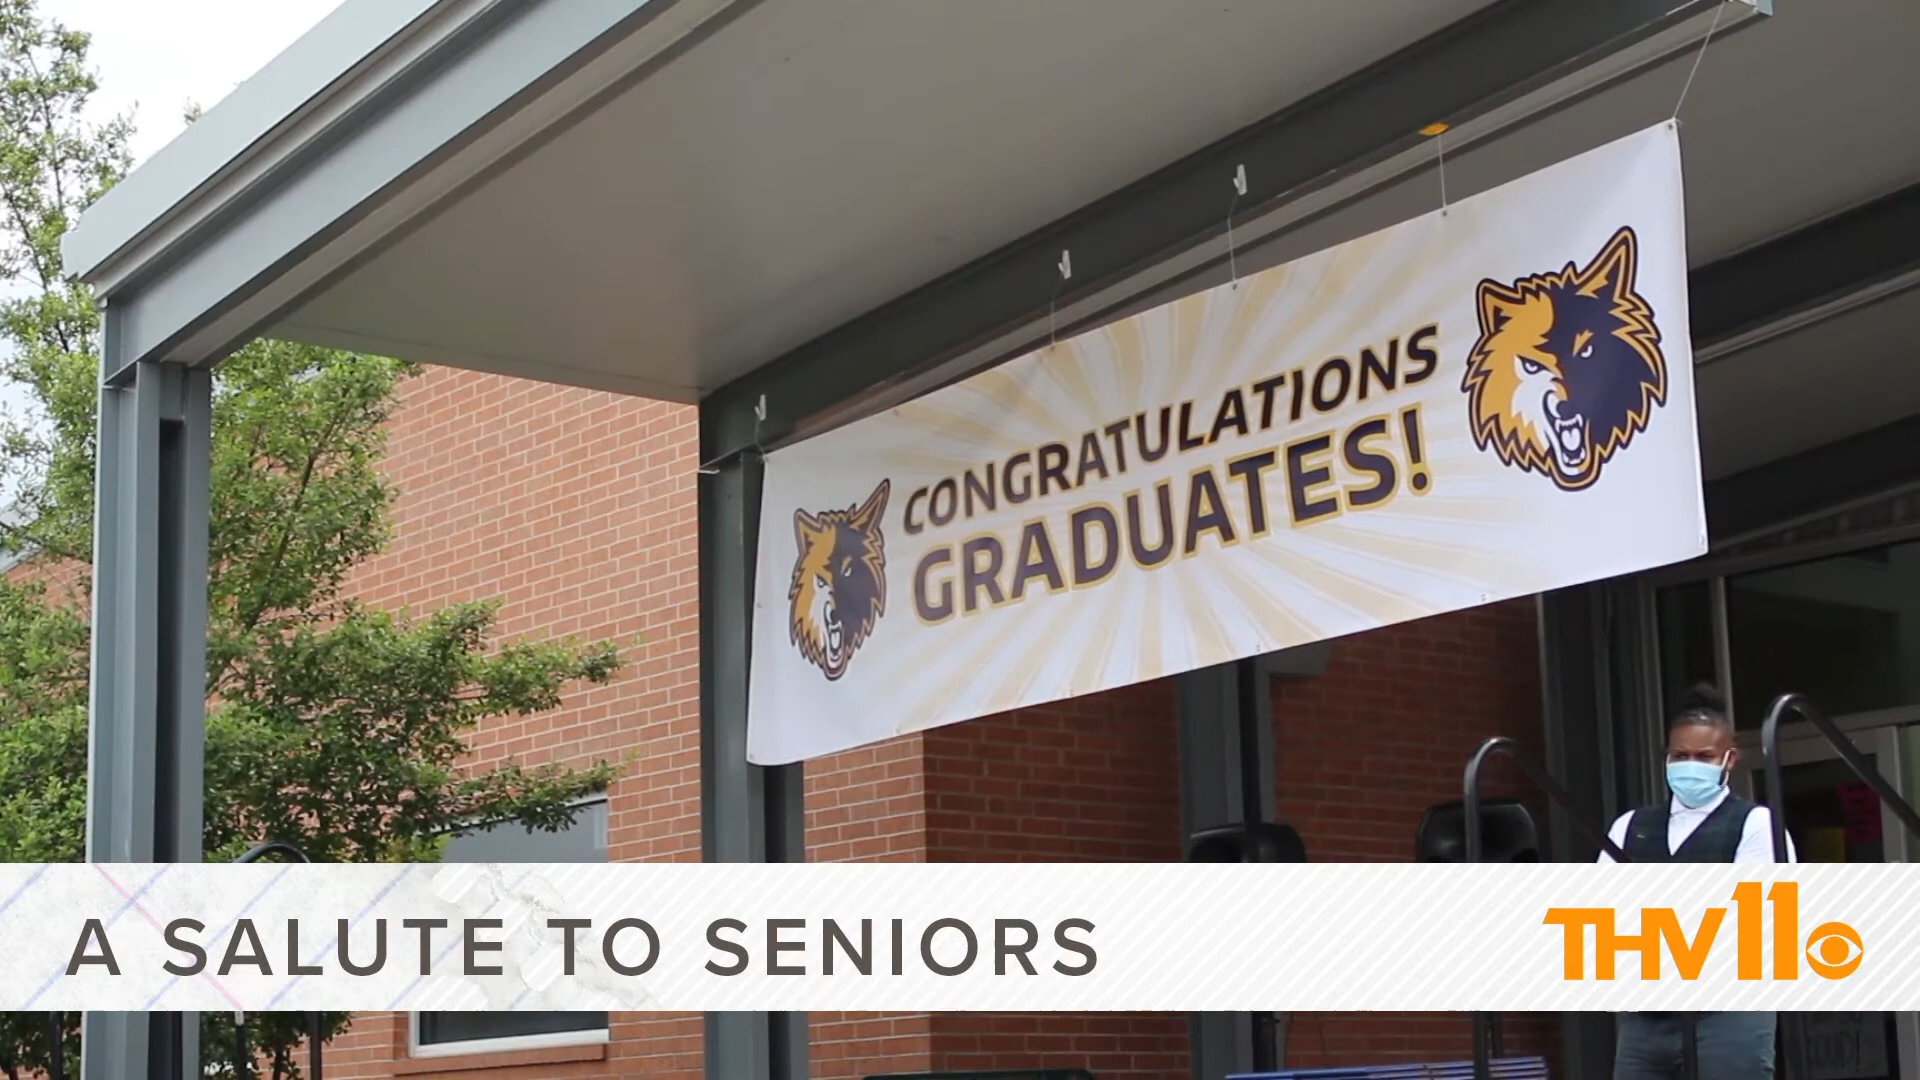 CONGRATULATIONS
GRADUATES!
A SALUTE TO SENIORS
THV11